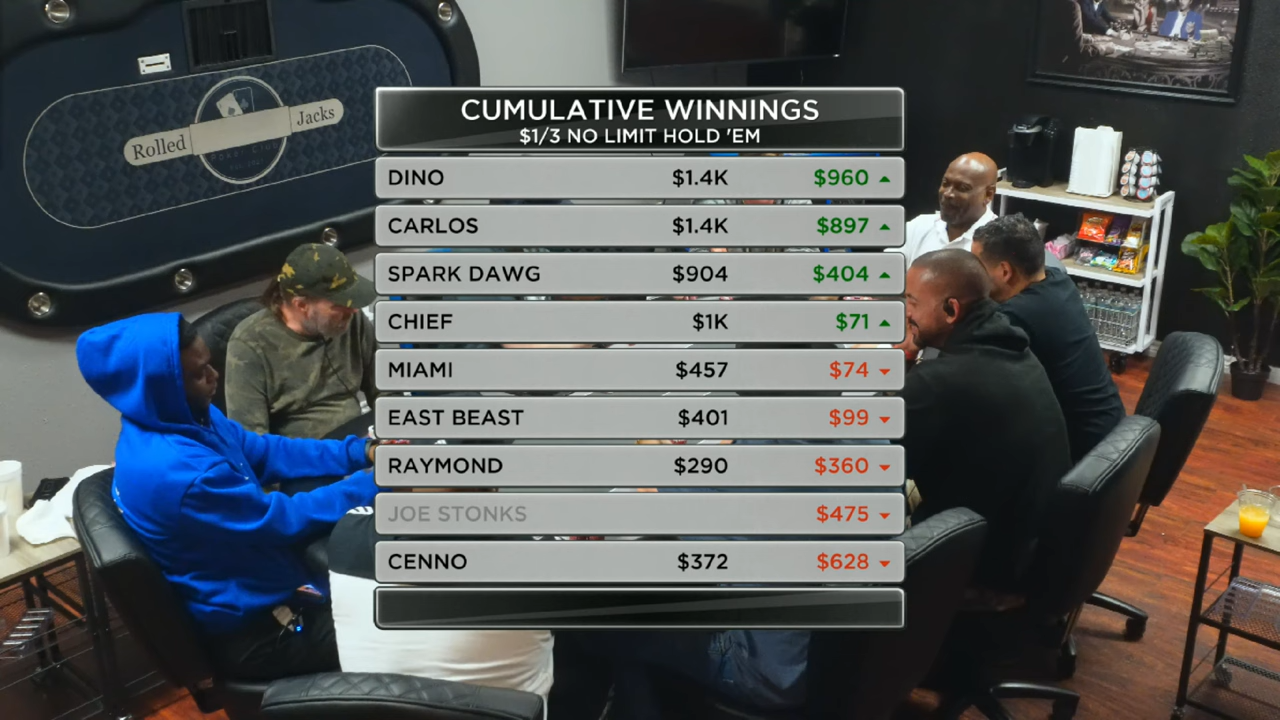 Rolled Jacks
CUMULATIVE WINNINGS
$1/3 NO LIMIT HOLD 'EM
DINO $1.4K $960
CARLOS $1.4K $897
SPARK DAWG $904 $404
CHIEF $1K $71
MIAMI $457 $74
EAST BEAST $401 $99
RAYMOND $290 $360
JOE STONKS $475
CENNO $372 $628